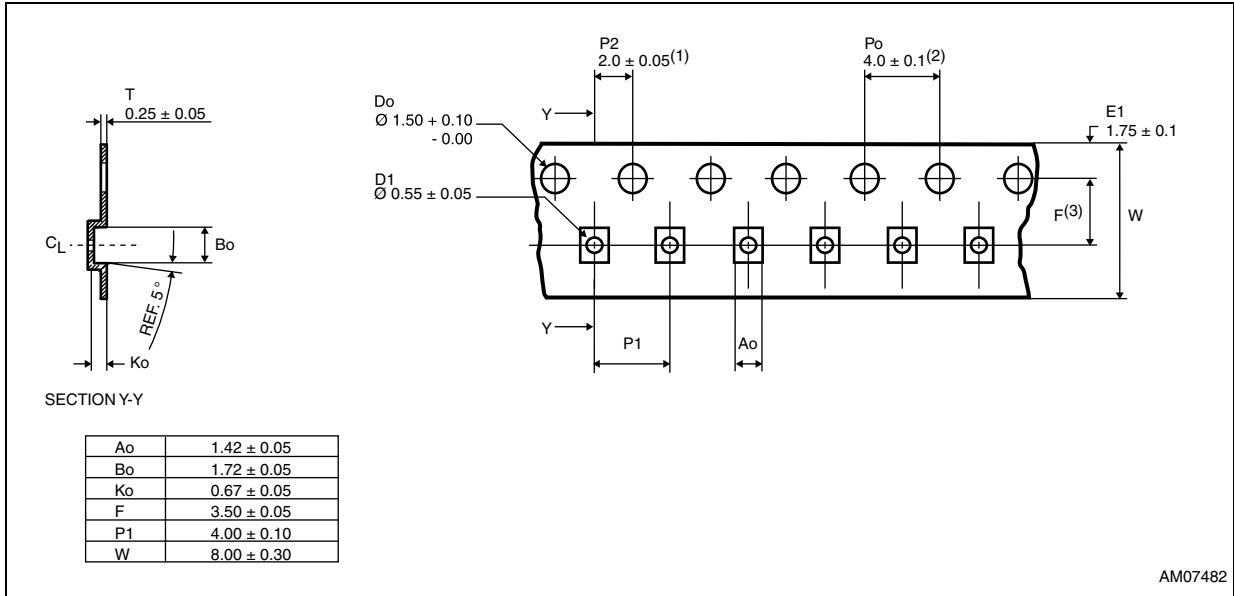 P2
2.0 ± 0.05(1)
Po
4.0 ± 0.1(2)
T
0.25 ± 0.05
Do
Ø 1.50 + 0.10
- 0.00
Y
E1
1.75 ± 0.1
D1
Ø 0.55 ± 0.05
F(3)
W
CL
Bo
REF. 5°
Y
P1
Ao
Ko
SECTION Y-Y
Ao 1.42 ± 0.05
Bo 1.72 ± 0.05
Ko 0.67 ± 0.05
F 3.50 ± 0.05
P1 4.00 ± 0.10
W 8.00 ± 0.30
AM07482